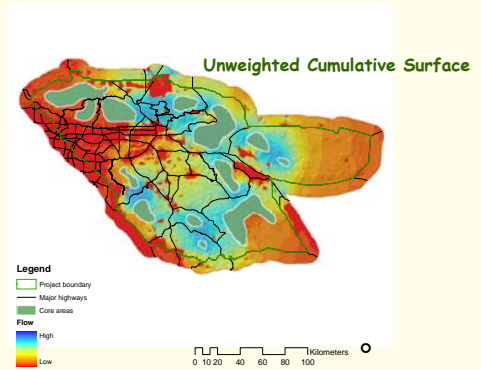 Unweighted Cumulative Surface
Legend
Project boundary
Major highways
Core areas
Flow
High
Low
Kilometers
0 10 20 40 60 80 100